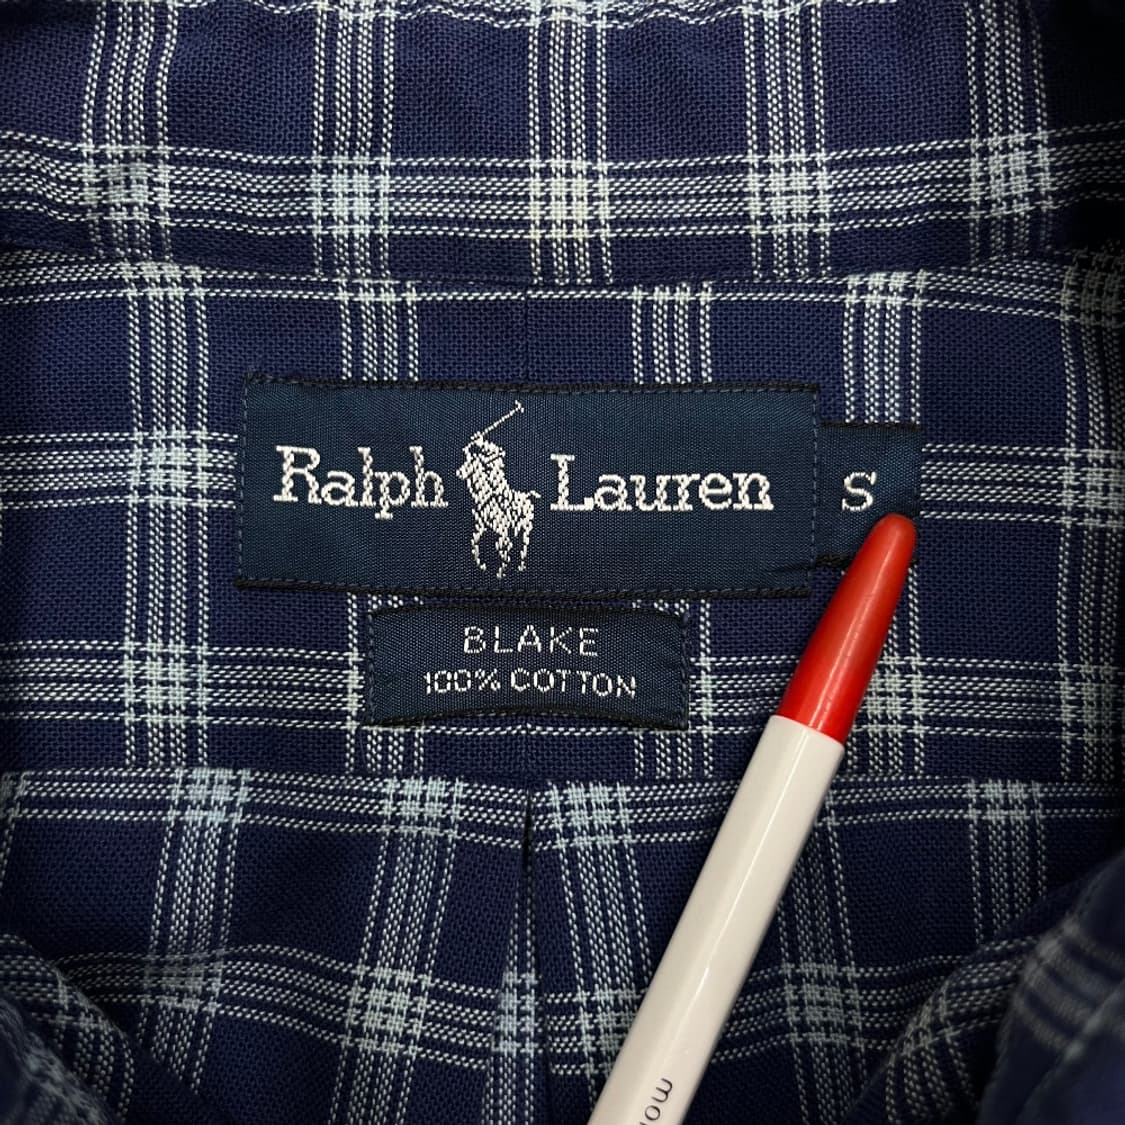 Ralph Lauren S
BLAKE
100% COTTON